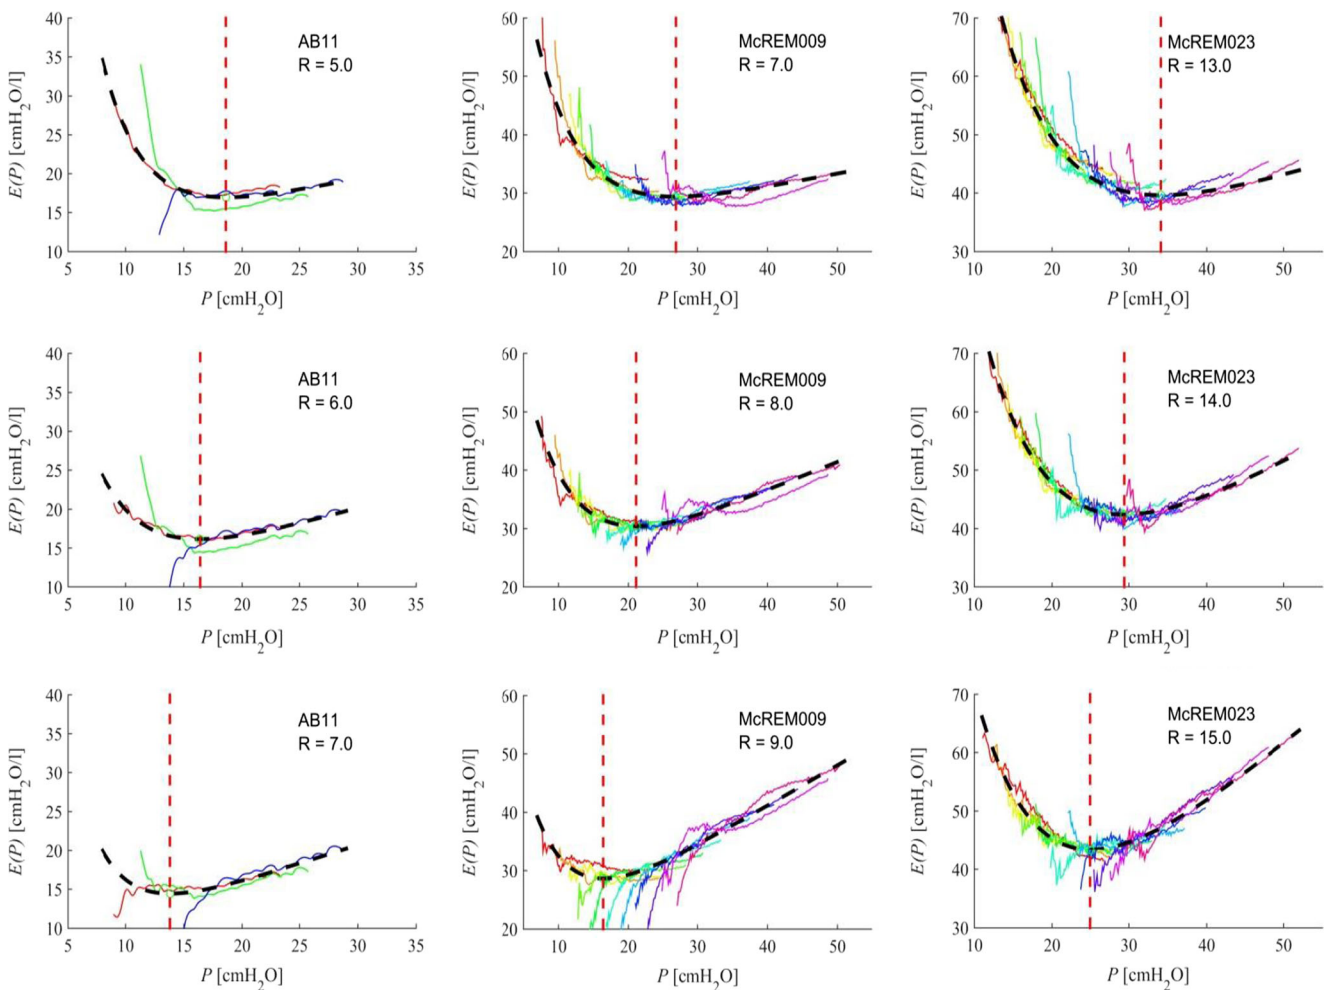 40
35
30
25
20
15
10
5 10 15 20 25 30 35
E(P) [cmH2O/l]
P [cmH2O]
AB11
R = 5.0
60
50
40
30
20
10 20 30 40 50
E(P) [cmH2O/l]
P [cmH2O]
McREM009
R = 7.0
70
60
50
40
30
10 20 30 40 50
E(P) [cmH2O/l]
P [cmH2O]
McREM023
R = 13.0
40
35
30
25
20
15
10
5 10 15 20 25 30 35
E(P) [cmH2O/l]
P [cmH2O]
AB11
R = 6.0
60
50
40
30
20
10 20 30 40 50
E(P) [cmH2O/l]
P [cmH2O]
McREM009
R = 8.0
70
60
50
40
30
10 20 30 40 50
E(P) [cmH2O/l]
P [cmH2O]
McREM023
R = 14.0
40
35
30
25
20
15
10
5 10 15 20 25 30 35
E(P) [cmH2O/l]
P [cmH2O]
AB11
R = 7.0
60
50
40
30
20
10 20 30 40 50
E(P) [cmH2O/l]
P [cmH2O]
McREM009
R = 9.0
70
60
50
40
30
10 20 30 40 50
E(P) [cmH2O/l]
P [cmH2O]
McREM023
R = 15.0